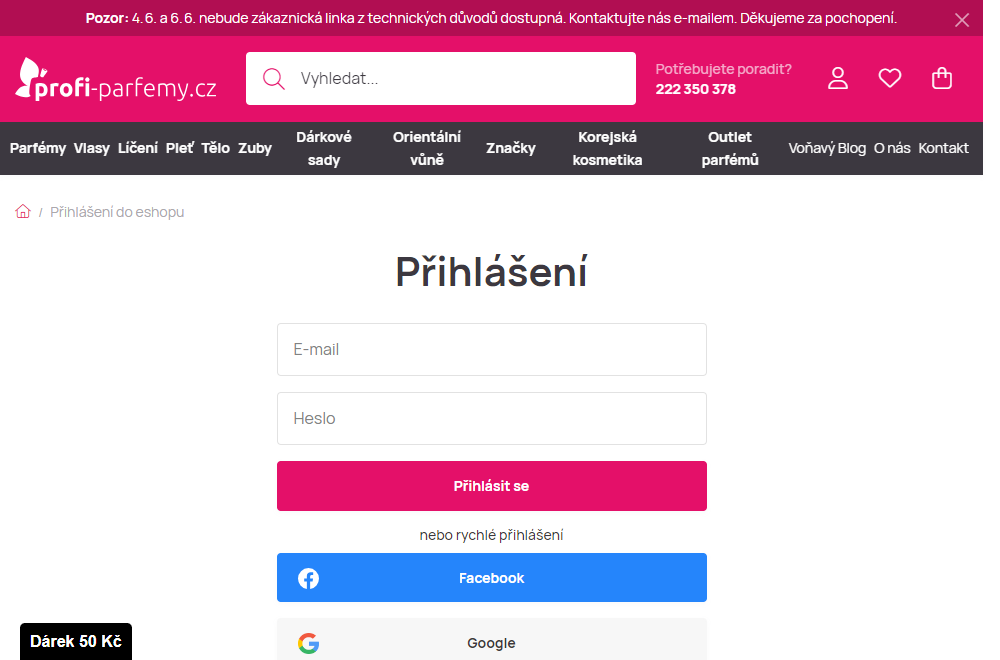 Pozor: 4.6. a 6.6. nebude zákaznická linka z technických důvodů dostupná. Kontaktujte nás e-mailem. Děkujeme za pochopení.
profi-parfemy.cz
Vyhledat...
Potřebujete poradit?
222 350 378
Parfémy Vlasy Líčení Pleť Tělo Zuby Dárkové sady Orientální vůně Značky Korejská kosmetika Outlet parfémů Voňavý Blog O nás Kontakt
/ Přihlášení do eshopu
Přihlášení
E-mail
Heslo
Přihlásit se
nebo rychlé přihlášení
Facebook
Google
Dárek 50 Kč